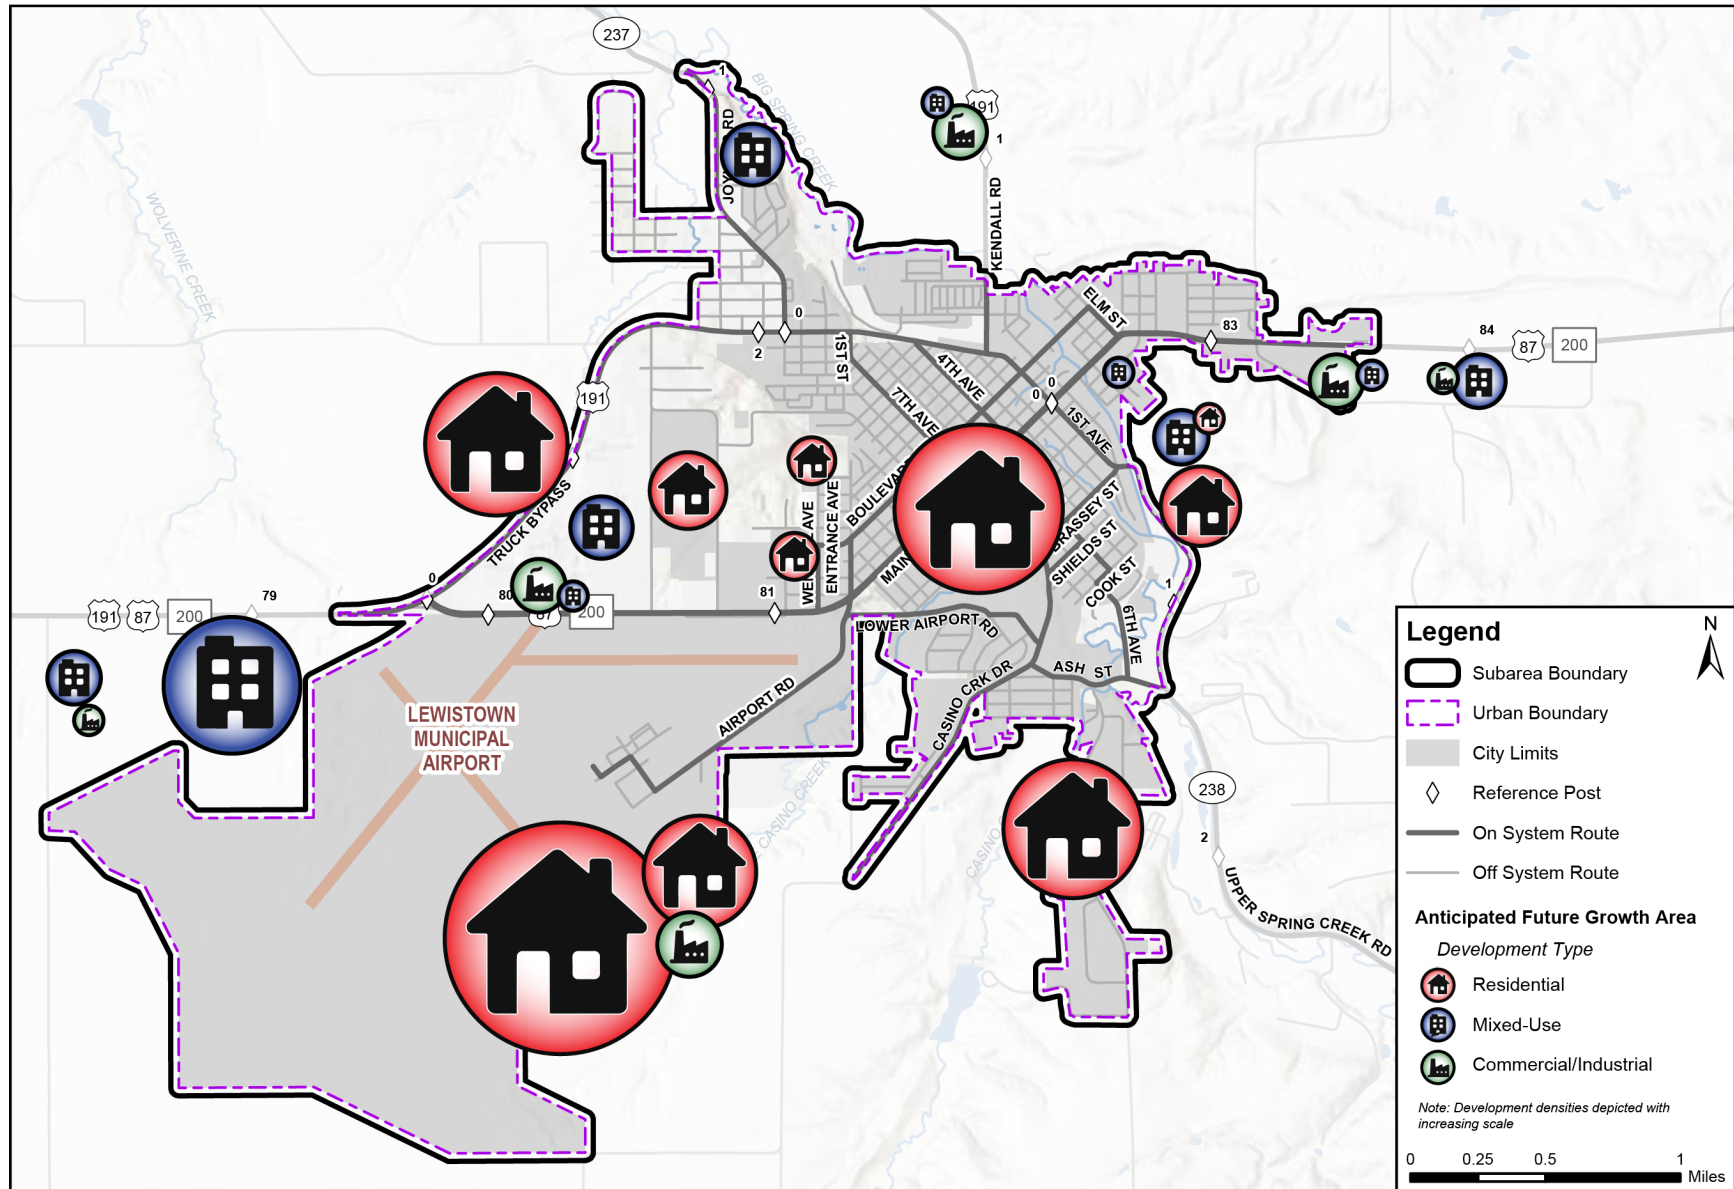 237
1
BIG SPRING CREEK
191
1
KENDALL RD
WOLVERINE CREEK
0
2
1ST ST
ELM ST
83
84
87
200
4TH AVE
7TH AVE
0
0
1ST AVE
191
TRUCK BYPASS
BOULEVARD
ENTRANCE AVE
MAIN
BRASSEY ST
SHIELDS ST
COOK ST
6TH AVE
1
0
79
191
87
200
80
87
200
81
LOWER AIRPORT RD
ASH ST
CASINO CRK DR
AIRPORT RD
LEWISTOWN
MUNICIPAL
AIRPORT
CASINO CREEK
CASINO
238
2
UPPER SPRING CREEK RD
Legend
N
Subarea Boundary
Urban Boundary
City Limits
Reference Post
On System Route
Off System Route
Anticipated Future Growth Area
Development Type
Residential
Mixed-Use
Commercial/Industrial
Note: Development densities depicted with
increasing scale
0 0.25 0.5 1
Miles